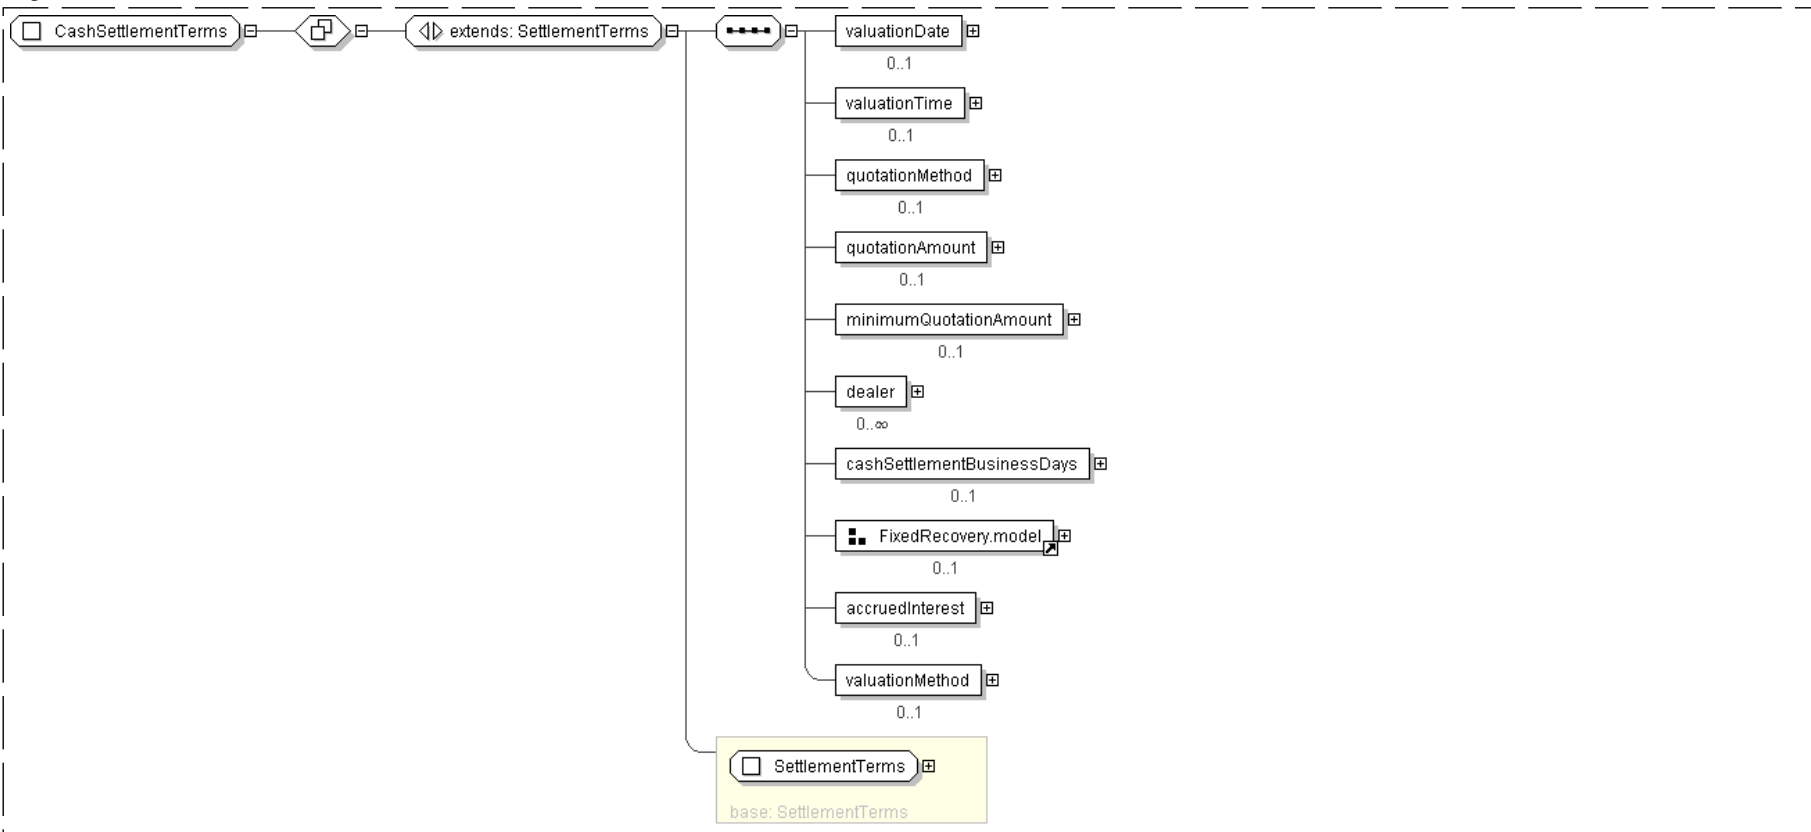 CashSettlementTerms
extends: SettlementTerms
valuationDate
0..1
valuationTime
0..1
quotationMethod
0..1
quotationAmount
0..1
minimumQuotationAmount
0..1
dealer
0..∞
cashSettlementBusinessDays
0..1
FixedRecovery.model
0..1
accruedInterest
0..1
valuationMethod
0..1
SettlementTerms
base: SettlementTerms